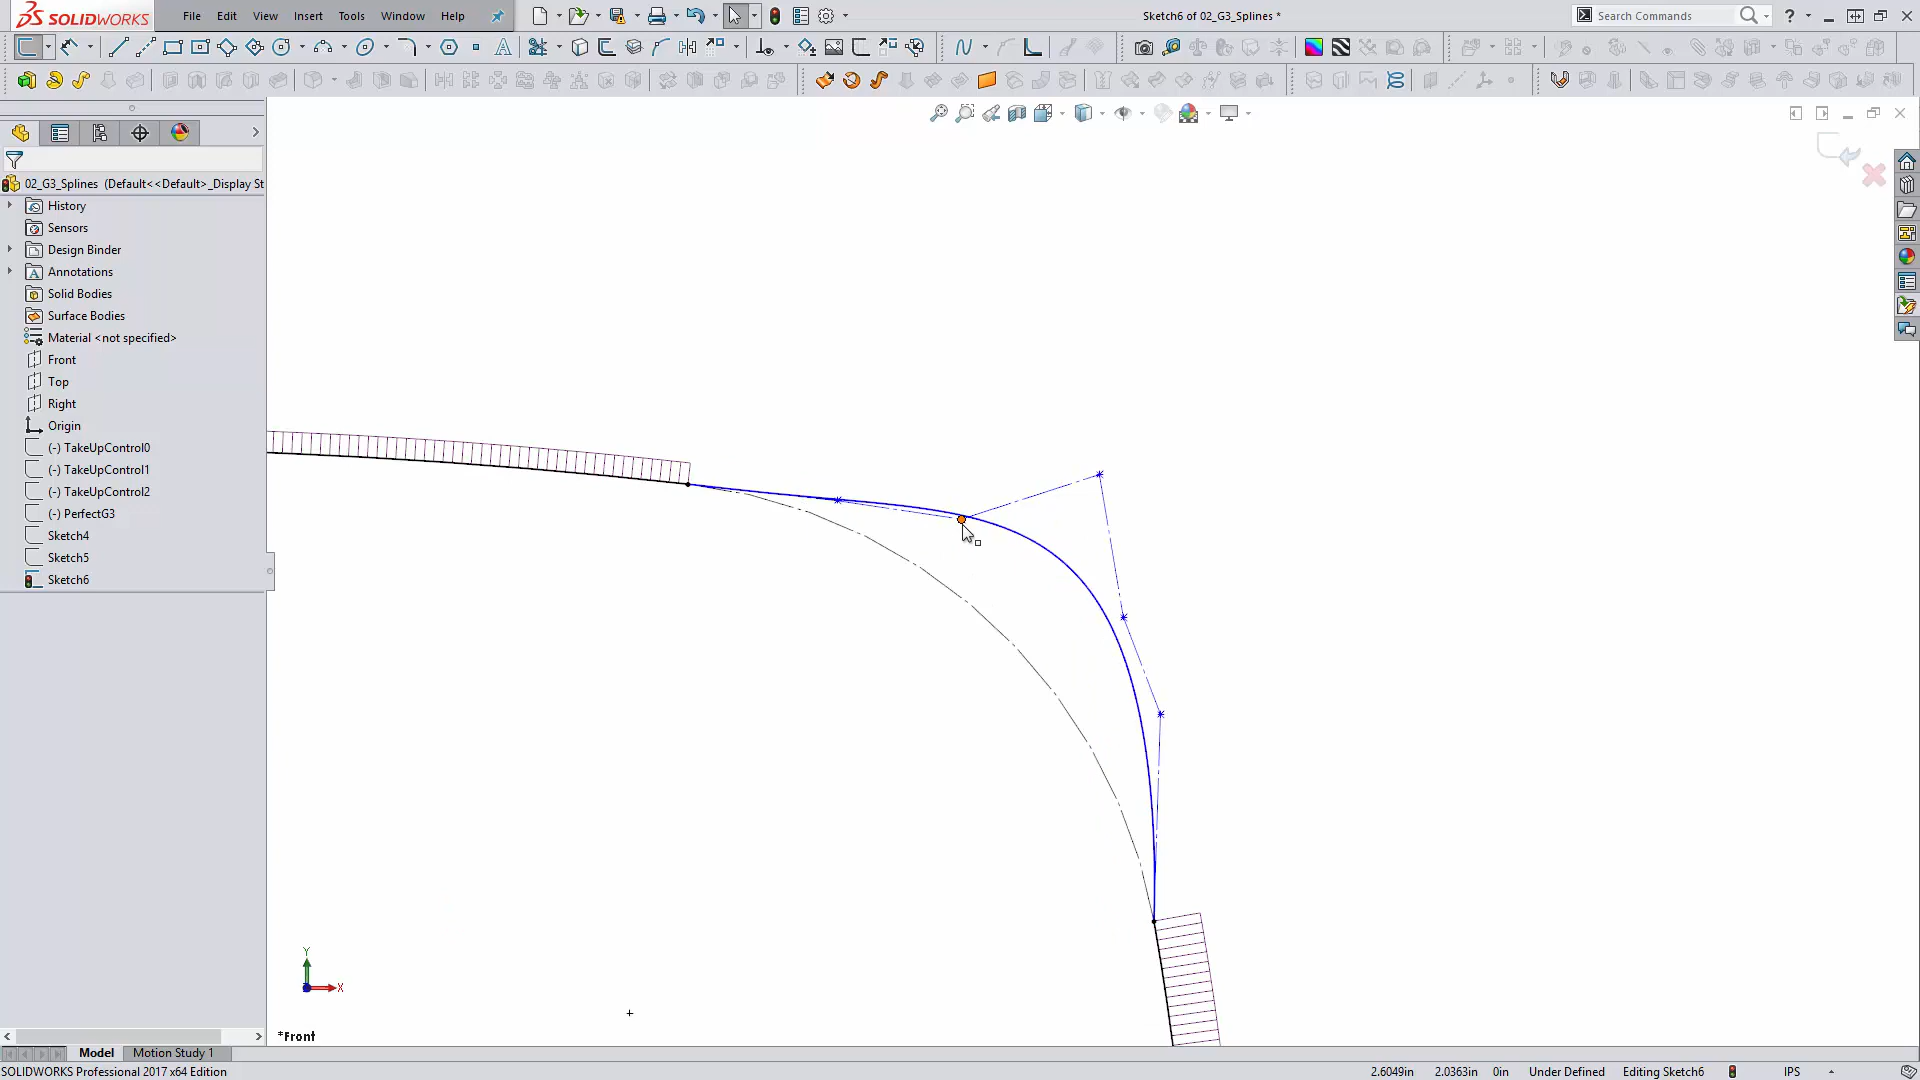 SOLIDWORKS
File Edit View Insert Tools Window Help
Sketch6 of 02_G3_Splines *
Search Commands
02_G3_Splines (Default<<Default>_Display St
History
Sensors
Design Binder
Annotations
Solid Bodies
Surface Bodies
Material <not specified>
Front
Top
Right
Origin
(-) TakeUpControl0
(-) TakeUpControl1
(-) TakeUpControl2
(-) PerfectG3
Sketch4
Sketch5
Sketch6
Y
X
*Front
Model Motion Study 1
SOLIDWORKS Professional 2017 x64 Edition
2.6049in 2.0363in 0in Under Defined Editing Sketch6 IPS